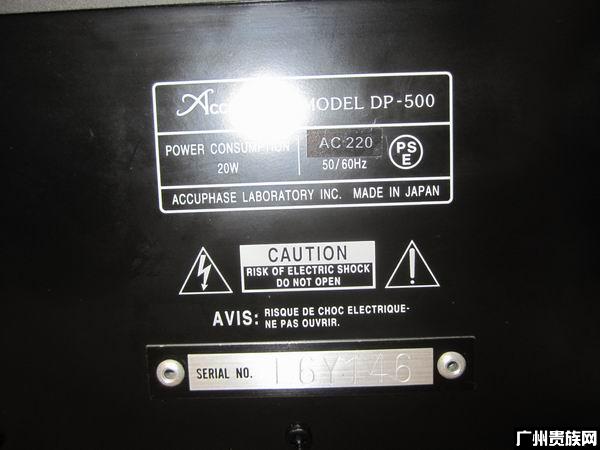 MODEL DP-500
POWER CONSUMPTION
20W
AC-220
50/60Hz
PS
E
ACCUPHASE LABORATORY INC. MADE IN JAPAN
CAUTION
RISK OF ELECTRIC SHOCK
DO NOT OPEN
AVIS: RISQUE DE CHOC ELECTRIQUE-
NE PAS OUVRIR.
SERIAL NO. I6Y146
广州贵族网